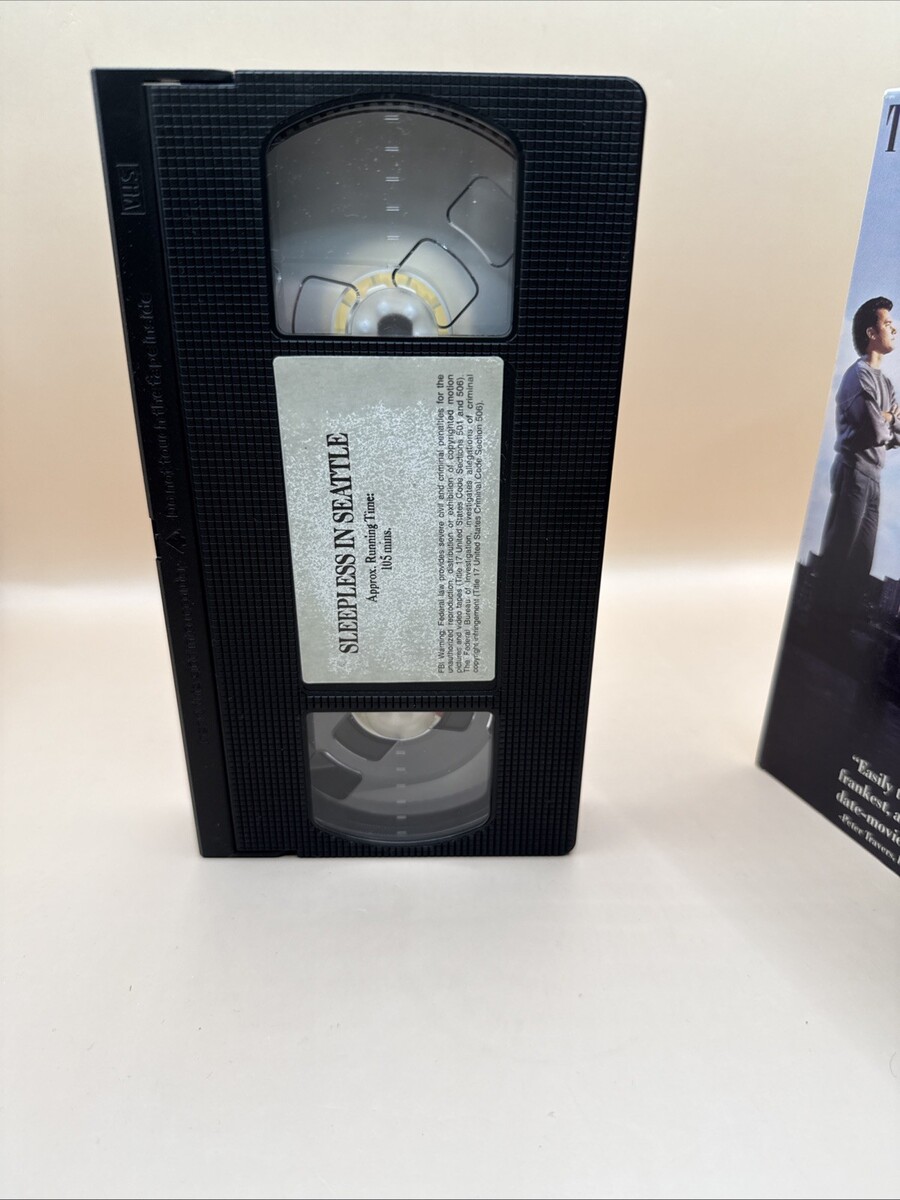 VHS
SLEEPLESS IN SEATTLE
Approx. Running Time:
105 mins.
FBI Warning: Federal law provides severe civil and criminal penalties for the
unauthorized reproduction, distribution or exhibition of copyrighted motion
pictures and video tapes (Title 17 United States Code Sections 501 and 506).
The Federal Bureau of Investigation investigates allegations of criminal
copyright infringement (Title 17 United States Criminal Code Section 506).
T
"Easily
frankest,
date-movie
-Peter Travers,